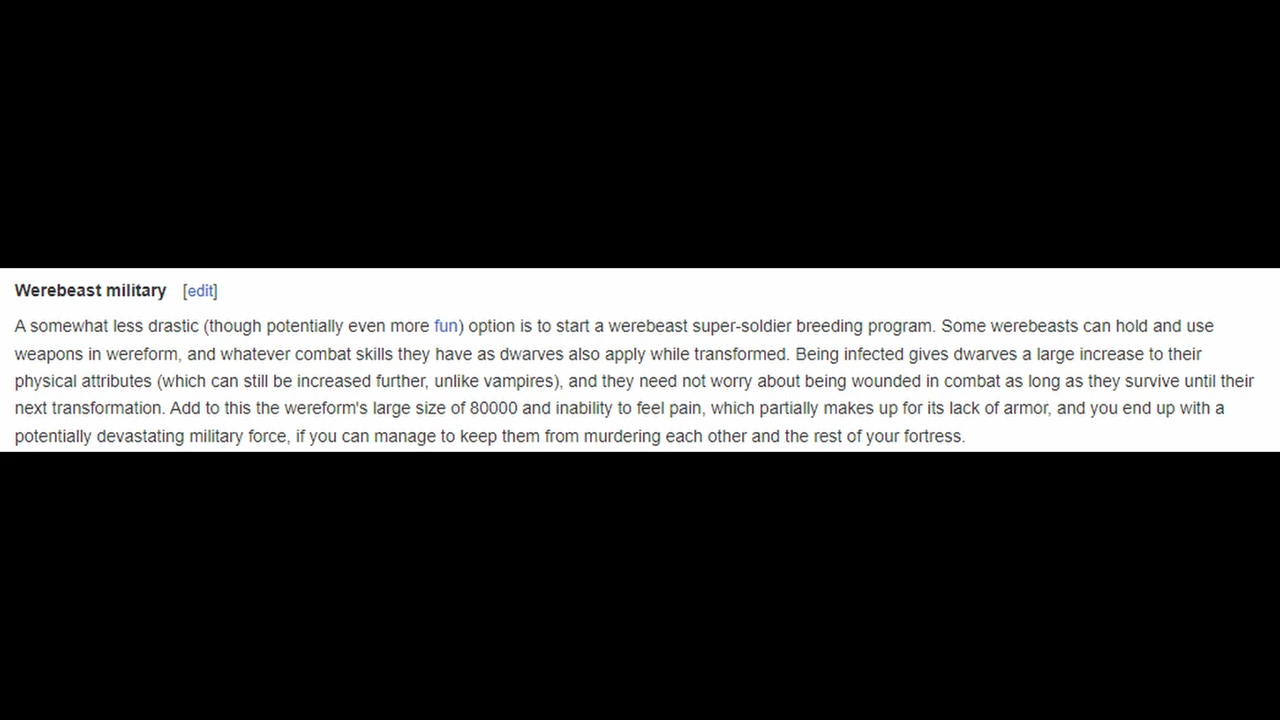 Werebeast military [edit]
A somewhat less drastic (though potentially even more fun) option is to start a werebeast super-soldier breeding program. Some werebeasts can hold and use
weapons in wereform, and whatever combat skills they have as dwarves also apply while transformed. Being infected gives dwarves a large increase to their
physical attributes (which can still be increased further, unlike vampires), and they need not worry about being wounded in combat as long as they survive until their
next transformation. Add to this the wereform's large size of 80000 and inability to feel pain, which partially makes up for its lack of armor, and you end up with a
potentially devastating military force, if you can manage to keep them from murdering each other and the rest of your fortress.